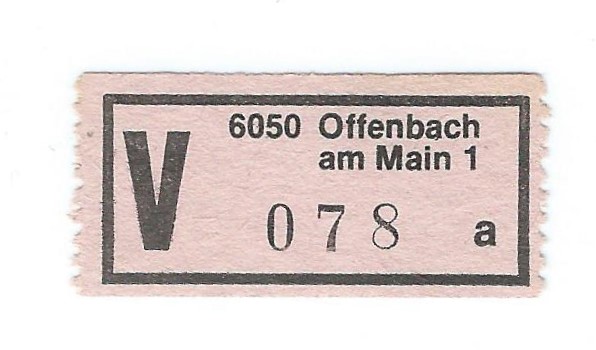 V
6050 Offenbach
am Main 1
078 a